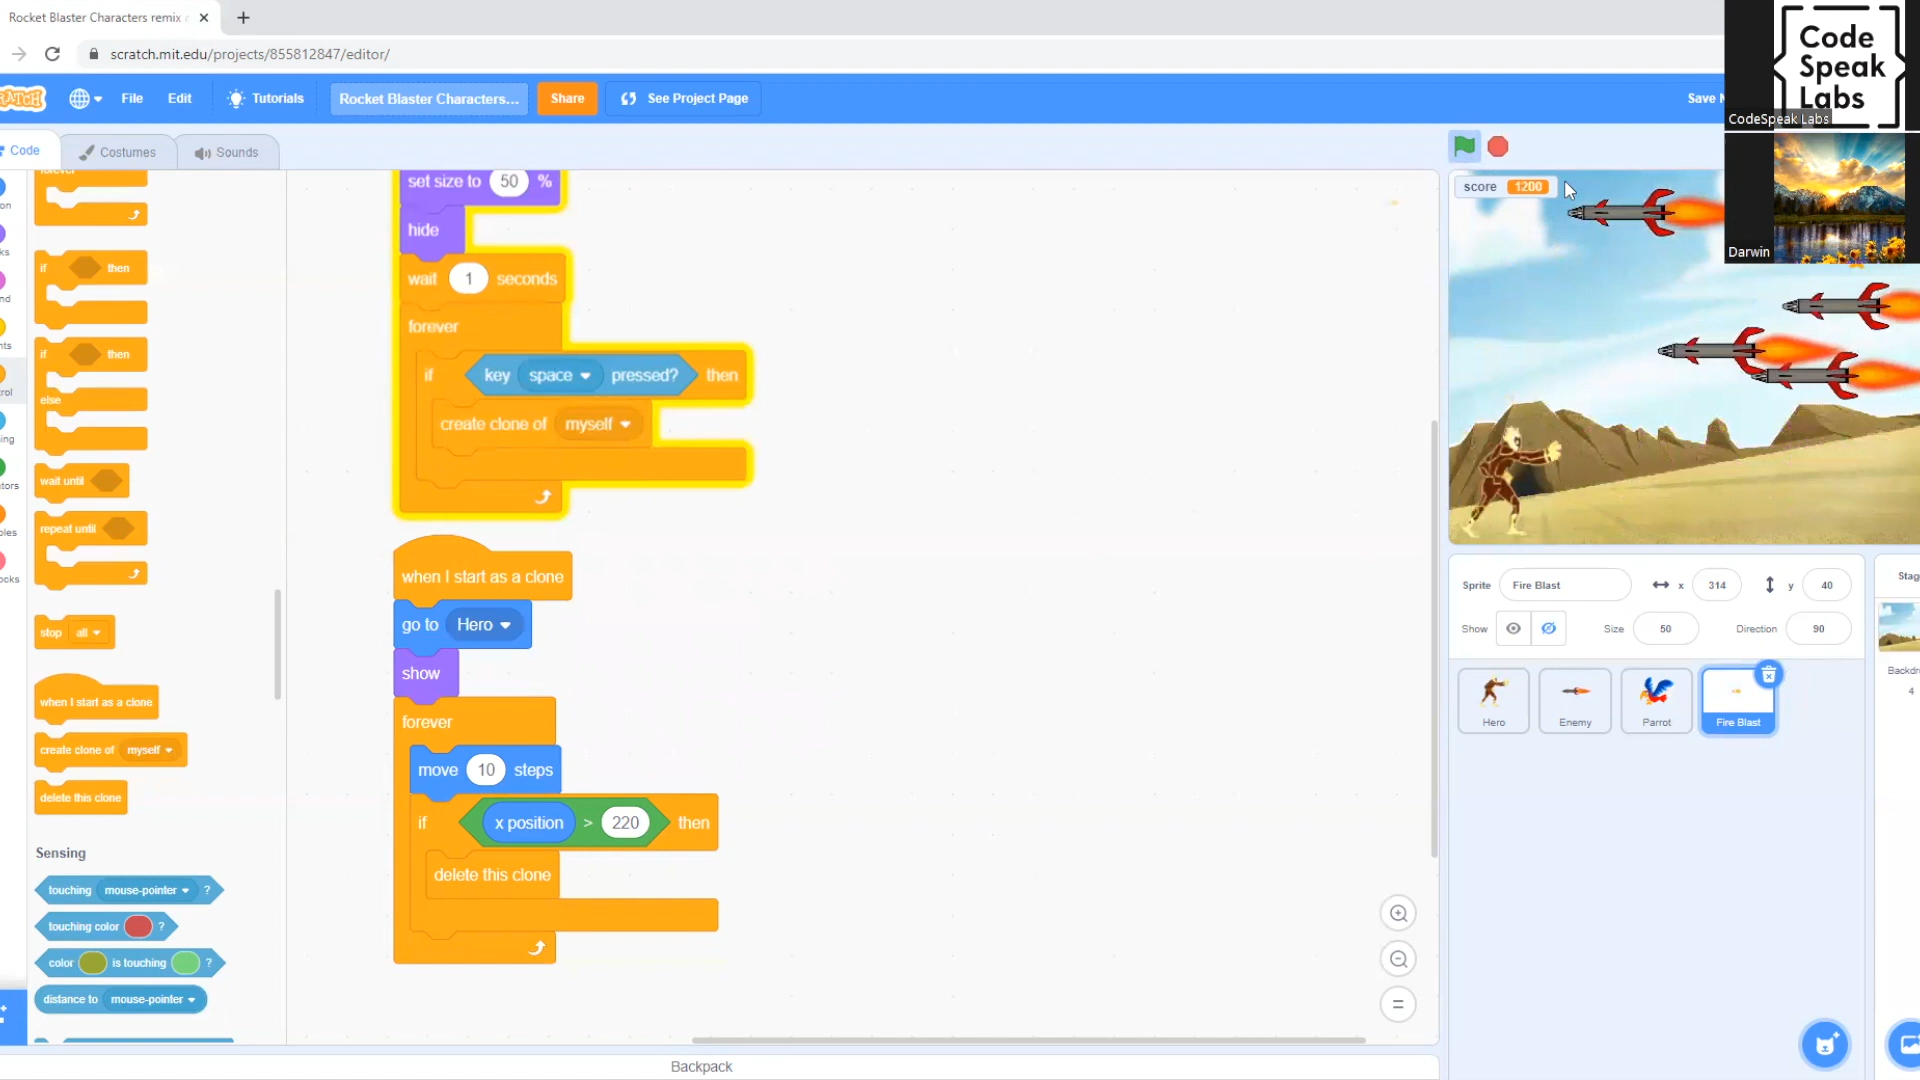 Rocket Blaster Characters remix
scratch.mit.edu/projects/855812847/editor/
File Edit Tutorials Rocket Blaster Characters... Share See Project Page
Code
Speak
Labs
CodeSpeak Labs
Code Costumes Sounds
if then
if then
else
wait until
repeat until
stop all
when I start as a clone
create clone of myself
delete this clone
Sensing
touching mouse-pointer ?
touching color ?
color is touching ?
distance to mouse-pointer
set size to 50 %
hide
wait 1 seconds
forever
if key space pressed? then
create clone of myself
when I start as a clone
go to Hero
show
forever
move 10 steps
if x position > 220 then
delete this clone
score 1200
Darwin
Sprite Fire Blast x 314 y 40
Show Size 50 Direction 90
Hero Enemy Parrot Fire Blast
4
Backpack